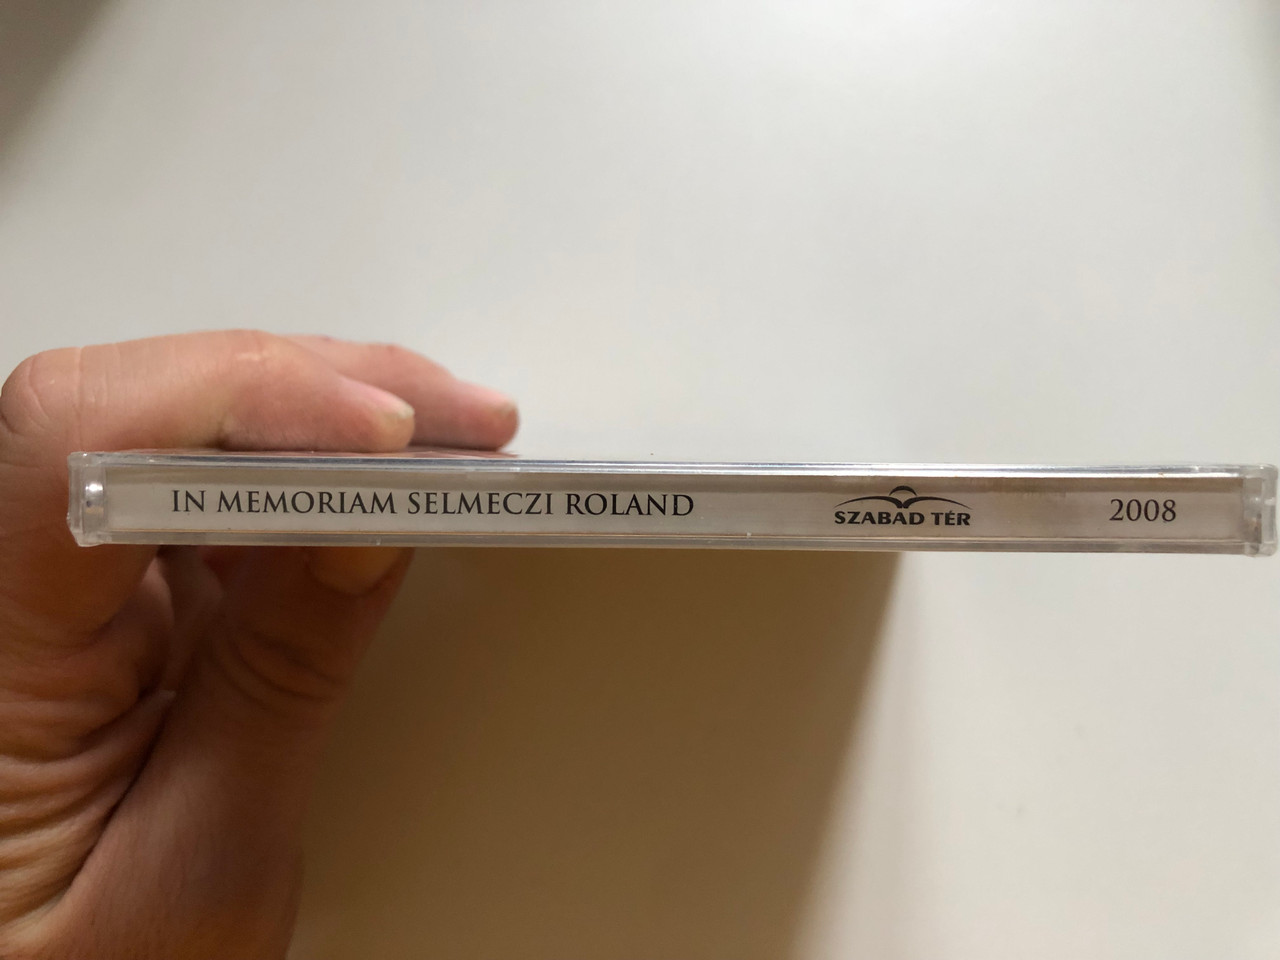 IN MEMORIAM SELMECZI ROLAND
SZABAD TÉR
2008